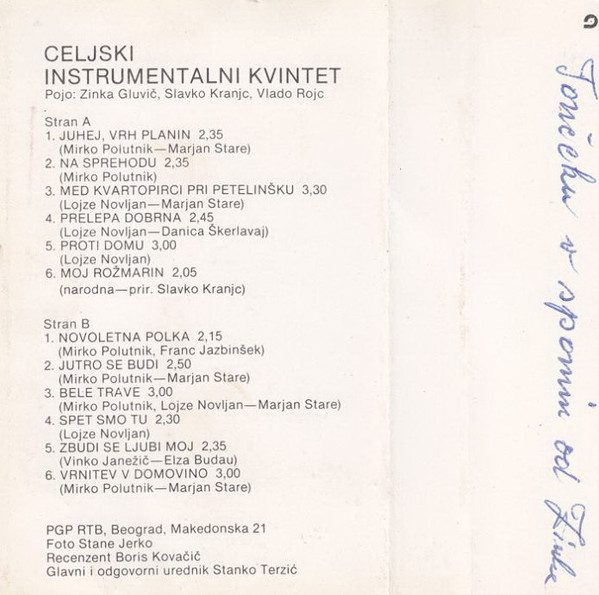 CELJSKI
INSTRUMENTALNI KVINTET
Pojo: Zinka Gluvič, Slavko Kranjc, Vlado Rojc
Stran A
1. JUHEJ, VRH PLANIN 2,35
(Mirko Polutnik—Marjan Stare)
2. NA SPREHODU 2,35
(Mirko Polutnik)
3. MED KVARTOPIRCI PRI PETELINŠKU 3,30
(Lojze Novljan—Marjan Stare)
4. PRELEPA DOBRNA 2,45
(Lojze Novljan—Danica Škerlavaj)
5. PROTI DOMU 3,00
(Lojze Novljan)
6. MOJ ROŽMARIN 2,05
(narodna—prir. Slavko Kranjc)
Stran B
1. NOVOLETNA POLKA 2,15
(Mirko Polutnik, Franc Jazbinšek)
2. JUTRO SE BUDI 2,50
(Mirko Polutnik—Marjan Stare)
3. BELE TRAVE 3,00
(Mirko Polutnik, Lojze Novljan—Marjan Stare)
4. SPET SMO TU 2,30
(Lojze Novljan)
5. ZBUDI SE LJUBI MOJ 2,35
(Vinko Janežič—Elza Budau)
6. VRNITEV V DOMOVINO 3,00
(Mirko Polutnik—Marjan Stare)
PGP RTB, Beograd, Makedonska 21
Foto Stane Jerko
Recenzent Boris Kovačič
Glavni i odgovorni urednik Stanko Terzić
Tončeku v spomin od Zinke